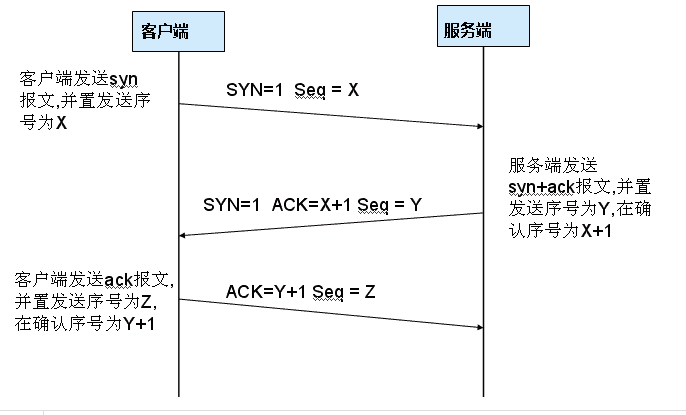 客户端
服务端
客户端发送syn
报文,并置发送序
号为X
SYN=1 Seq = X
服务端发送
syn+ack报文,并置
发送序号为Y,在确
认序号为X+1
SYN=1 ACK=X+1 Seq = Y
客户端发送ack报文,
并置发送序号为Z,
在确认序号为Y+1
ACK=Y+1 Seq = Z